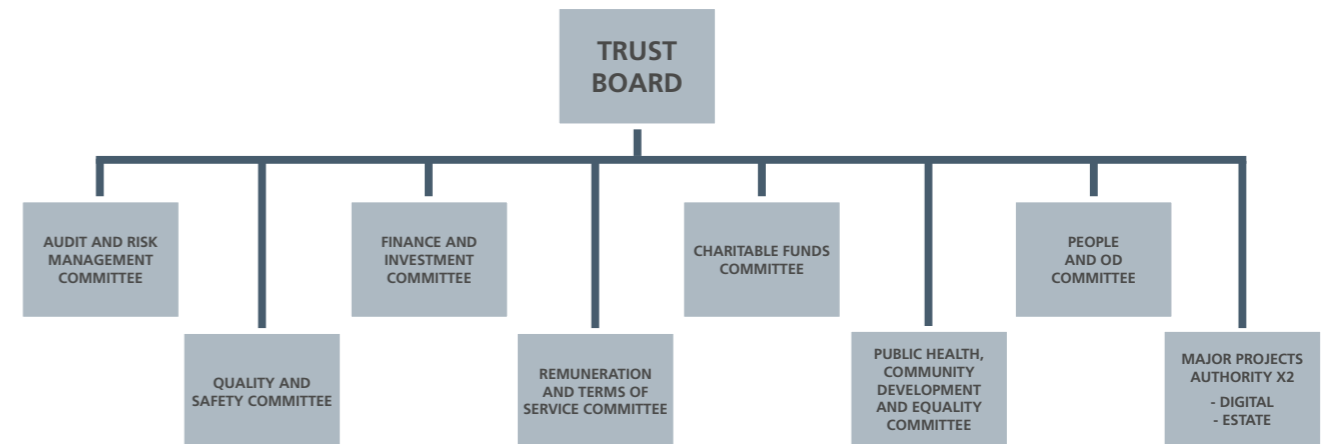 TRUST
BOARD
AUDIT AND RISK
MANAGEMENT
COMMITTEE
QUALITY AND
SAFETY COMMITTEE
FINANCE AND
INVESTMENT
COMMITTEE
REMUNERATION
AND TERMS OF
SERVICE COMMITTEE
CHARITABLE FUNDS
COMMITTEE
PUBLIC HEALTH,
COMMUNITY
DEVELOPMENT
AND EQUALITY
COMMITTEE
PEOPLE
AND OD
COMMITTEE
MAJOR PROJECTS
AUTHORITY X2
- DIGITAL
- ESTATE